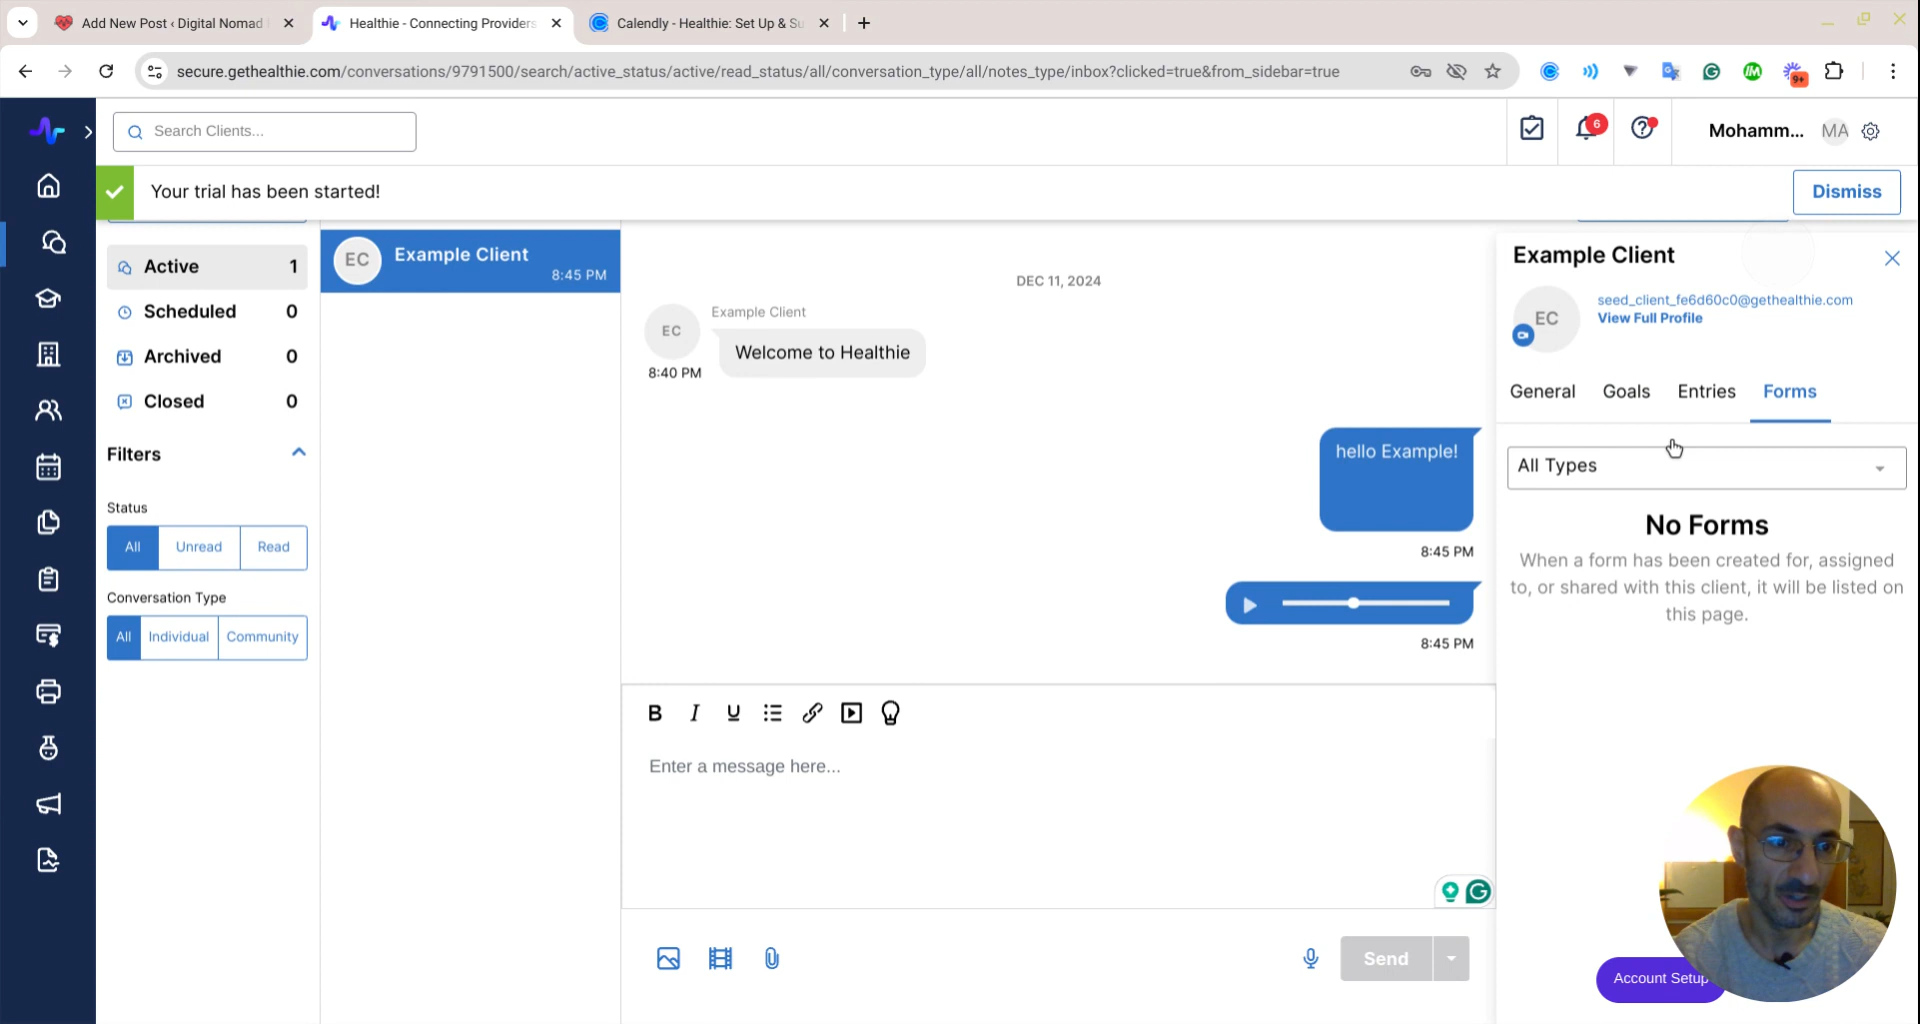 Add New Post ‹ Digital Nomad
Healthie - Connecting Providers
Calendly - Healthie: Set Up & Su
secure.gethealthie.com/conversations/9791500/search/active_status/active/read_status/all/conversation_type/all/notes_type/inbox?clicked=true&from_sidebar=true
9+
Search Clients...
6
Mohamm...
MA
Your trial has been started!
Dismiss
Active 1
Scheduled 0
Archived 0
Closed 0
Filters
Status
All Unread Read
Conversation Type
All Individual Community
EC
Example Client
8:45 PM
DEC 11, 2024
Example Client
EC
Welcome to Healthie
8:40 PM
hello Example!
8:45 PM
8:45 PM
B I U
Enter a message here...
Send
Example Client
EC
seed_client_fe6d60c0@gethealthie.com
View Full Profile
General Goals Entries Forms
All Types
No Forms
When a form has been created for, assigned
to, or shared with this client, it will be listed on
this page.
Account Setup